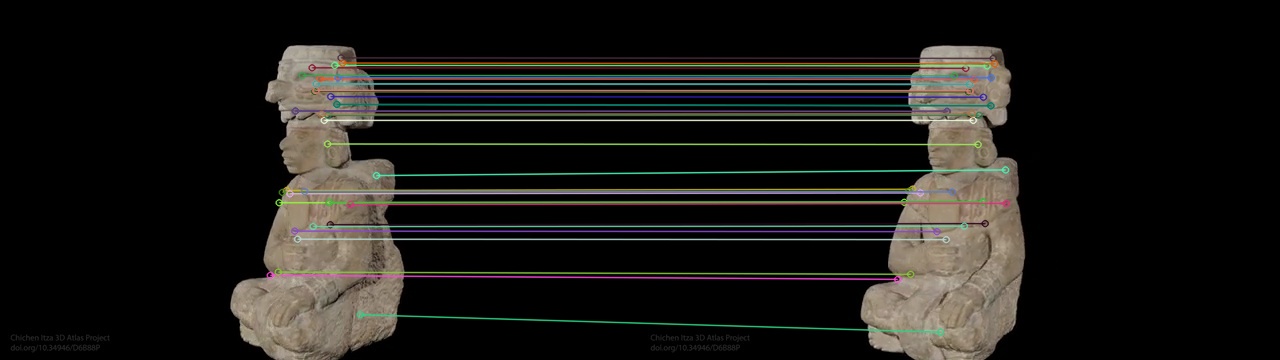 Chichen Itza 3D Atlas Project
doi.org/10.34946/D6B88P
Chichen Itza 3D Atlas Project
doi.org/10.34946/D6B88P